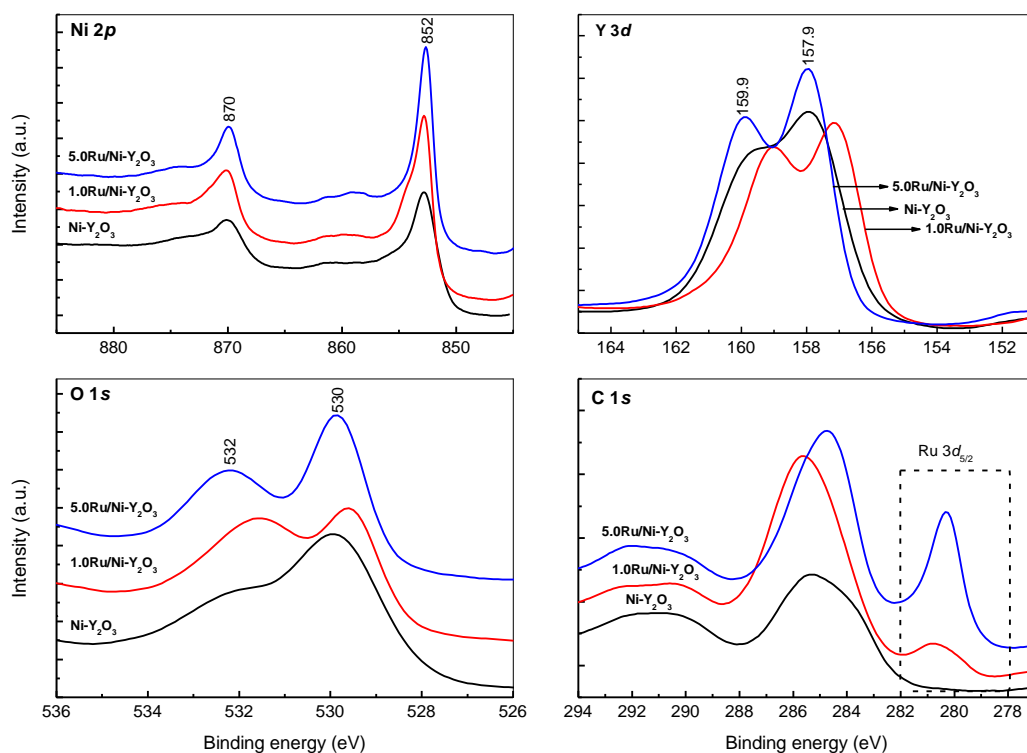 Ni 2p
852
870
5.0Ru/Ni-Y₂O₃
1.0Ru/Ni-Y₂O₃
Ni-Y₂O₃
Intensity (a.u.)
880 870 860 850
Y 3d
157.9
159.9
5.0Ru/Ni-Y₂O₃
Ni-Y₂O₃
1.0Ru/Ni-Y₂O₃
164 162 160 158 156 154 152
O 1s
530
532
5.0Ru/Ni-Y₂O₃
1.0Ru/Ni-Y₂O₃
Ni-Y₂O₃
Intensity (a.u.)
536 534 532 530 528 526
Binding energy (eV)
C 1s
Ru 3d₅/₂
5.0Ru/Ni-Y₂O₃
1.0Ru/Ni-Y₂O₃
Ni-Y₂O₃
294 292 290 288 286 284 282 280 278
Binding energy (eV)